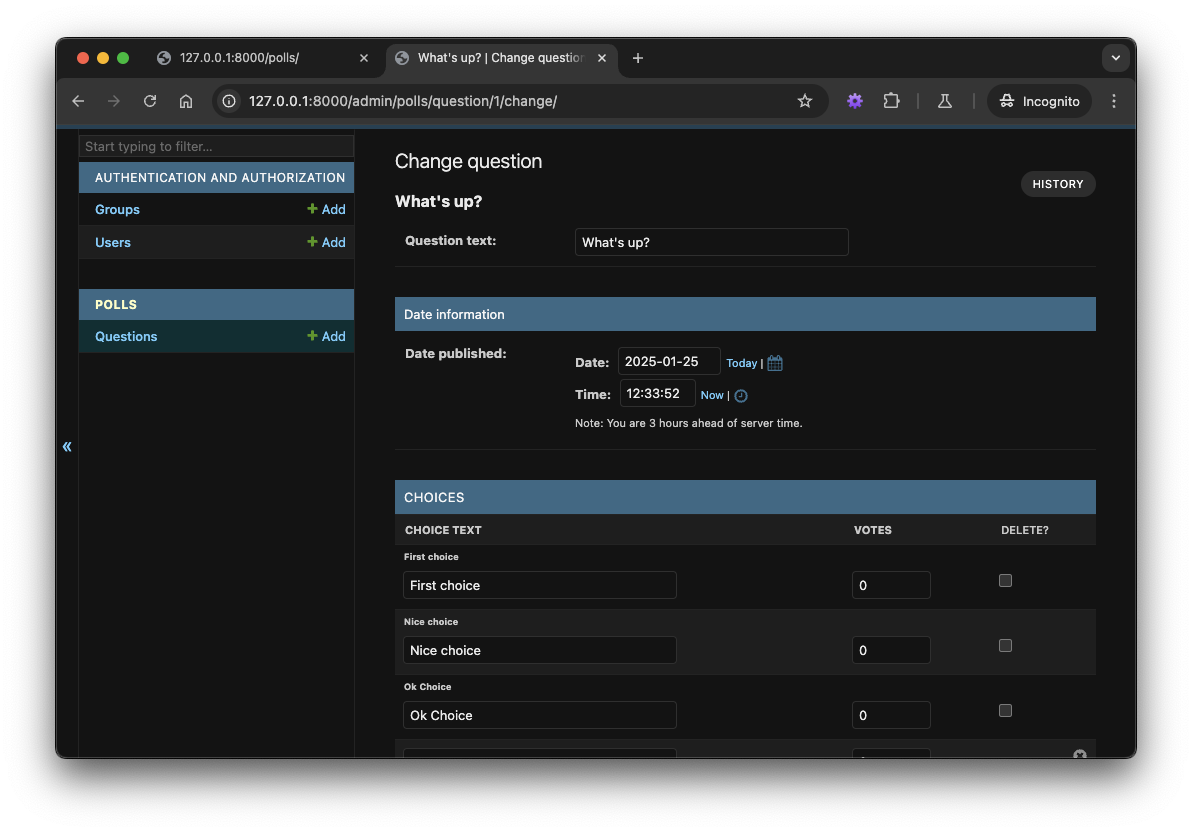 127.0.0.1:8000/polls/
What's up? | Change question
127.0.0.1:8000/admin/polls/question/1/change/
Incognito
Start typing to filter...
AUTHENTICATION AND AUTHORIZATION
Groups + Add
Users + Add
POLLS
Questions + Add
«
Change question
HISTORY
What's up?
Question text: What's up?
Date information
Date published:
Date: 2025-01-25 Today |
Time: 12:33:52 Now |
Note: You are 3 hours ahead of server time.
CHOICES
CHOICE TEXT VOTES DELETE?
First choice
First choice 0
Nice choice
Nice choice 0
Ok Choice
Ok Choice 0